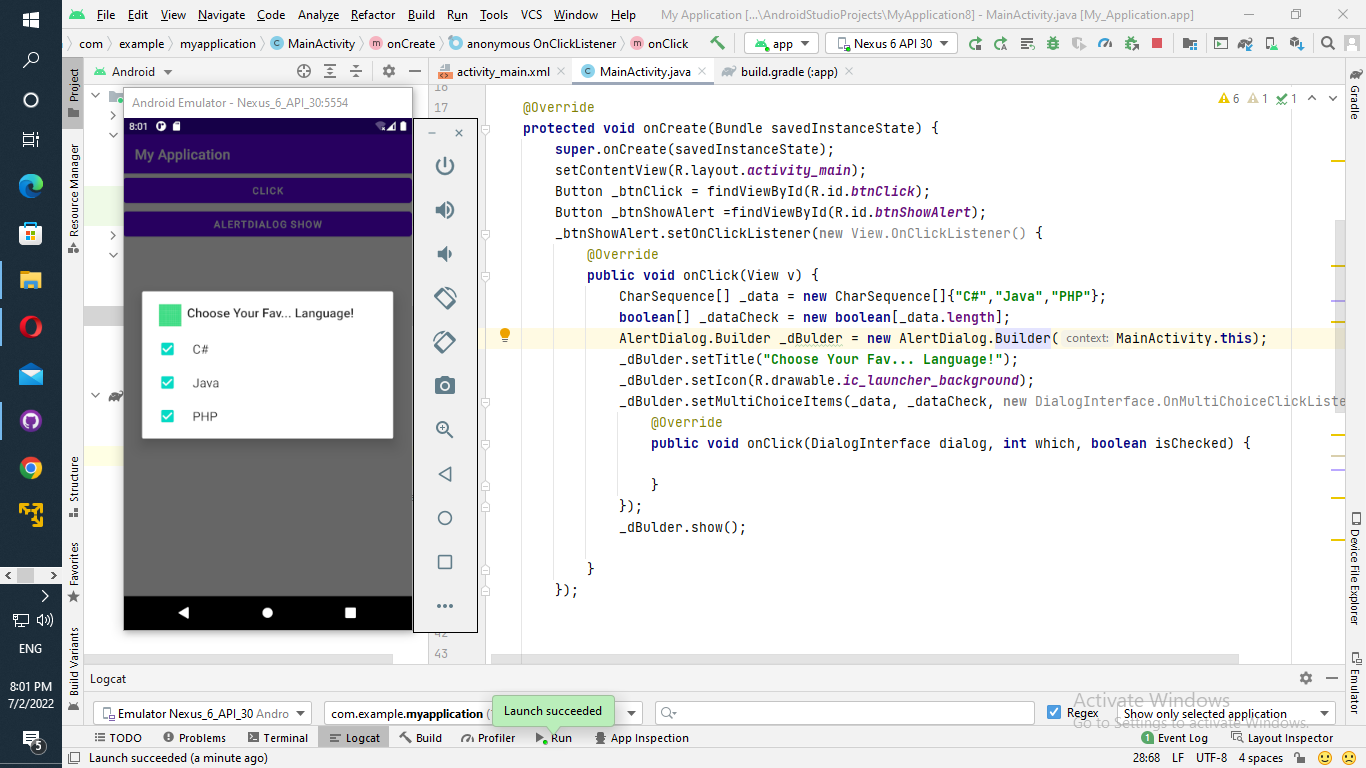 File Edit View Navigate Code Analyze Refactor Build Run Tools VCS Window Help My Application [...\AndroidStudioProjects\MyApplication8] - MainActivity.java [My_Application.app]
com example myapplication MainActivity onCreate anonymous OnClickListener onClick app Nexus 6 API 30
Android activity_main.xml MainActivity.java build.gradle (:app)
Project
Resource Manager
Structure
Favorites
Build Variants
Gradle
Device File Explorer
Emulator
Android Emulator - Nexus_6_API_30:5554
8:01
My Application
CLICK
ALERTDIALOG SHOW
Choose Your Fav... Language!
C#
Java
PHP
6 1 1
16
17 @Override
protected void onCreate(Bundle savedInstanceState) {
super.onCreate(savedInstanceState);
setContentView(R.layout.activity_main);
Button _btnClick = findViewById(R.id.btnClick);
Button _btnShowAlert =findViewById(R.id.btnShowAlert);
_btnShowAlert.setOnClickListener(new View.OnClickListener() {
@Override
public void onClick(View v) {
CharSequence[] _data = new CharSequence[]{"C#","Java","PHP"};
boolean[] _dataCheck = new boolean[_data.length];
AlertDialog.Builder _dBulder = new AlertDialog.Builder( context: MainActivity.this);
_dBulder.setTitle("Choose Your Fav... Language!");
_dBulder.setIcon(R.drawable.ic_launcher_background);
_dBulder.setMultiChoiceItems(_data, _dataCheck, new DialogInterface.OnMultiChoiceClickListe
@Override
public void onClick(DialogInterface dialog, int which, boolean isChecked) {
}
});
_dBulder.show();
}
});
42
43
Logcat
Emulator Nexus_6_API_30 Andro com.example.myapplication ( Regex Show only selected application
Launch succeeded
Activate Windows
Go to Settings to activate Windows.
TODO Problems Terminal Logcat Build Profiler Run App Inspection 1 Event Log Layout Inspector
Launch succeeded (a minute ago) 28:68 LF UTF-8 4 spaces
ENG
8:01 PM
7/2/2022
5